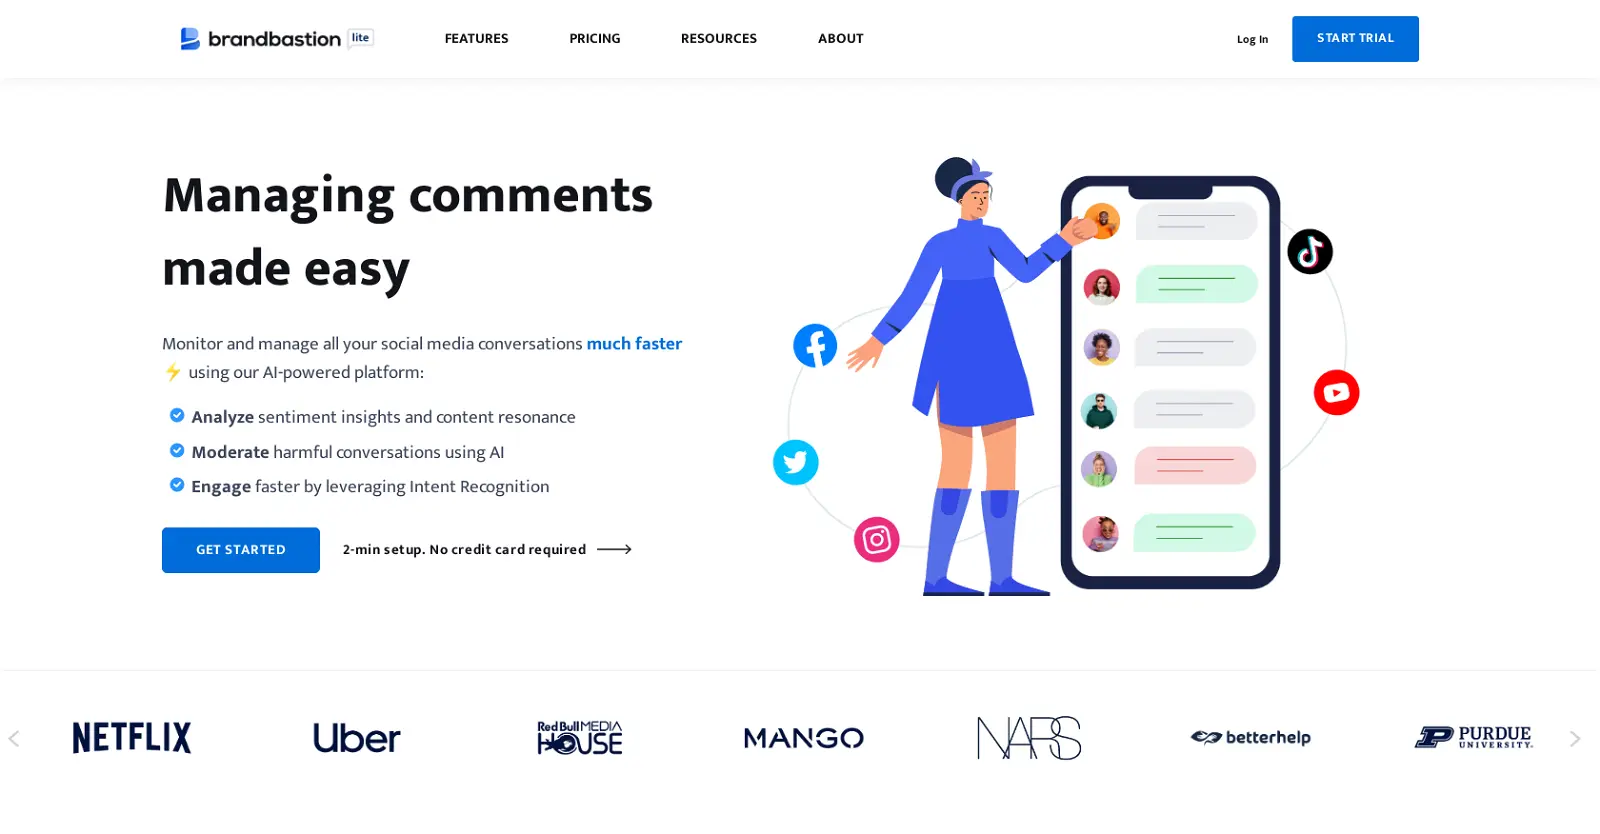 brandbastion lite
FEATURES
PRICING
RESOURCES
ABOUT
Log In
START TRIAL
Managing comments
made easy
Monitor and manage all your social media conversations much faster
⚡ using our AI-powered platform:
Analyze sentiment insights and content resonance
Moderate harmful conversations using AI
Engage faster by leveraging Intent Recognition
GET STARTED
2-min setup. No credit card required
NETFLIX
Uber
Red Bull MEDIA
HOUSE
MANGO
NARS
betterhelp
P PURDUE
UNIVERSITY.